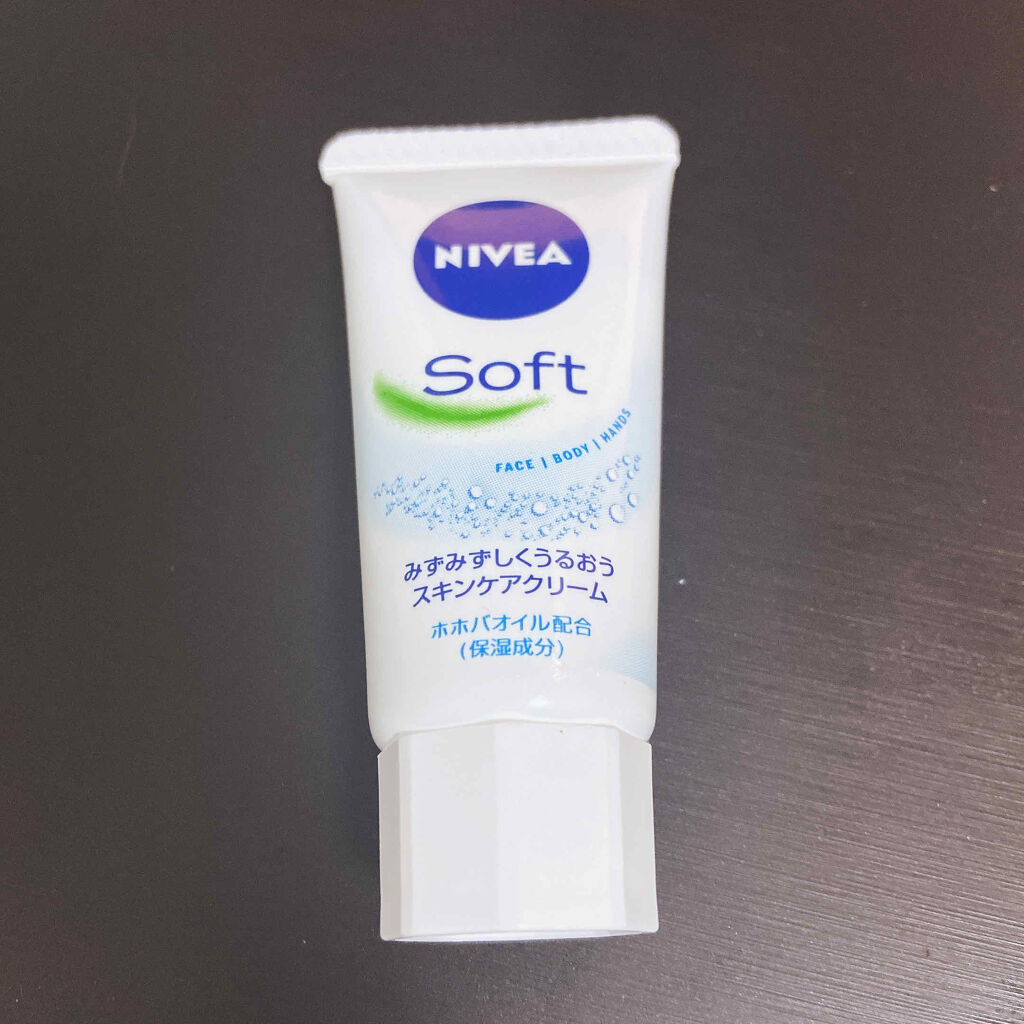 NIVEA
Soft
FACE | BODY | HANDS
みずみずしくうるおう
スキンケアクリーム
ホホバオイル配合
(保湿成分)